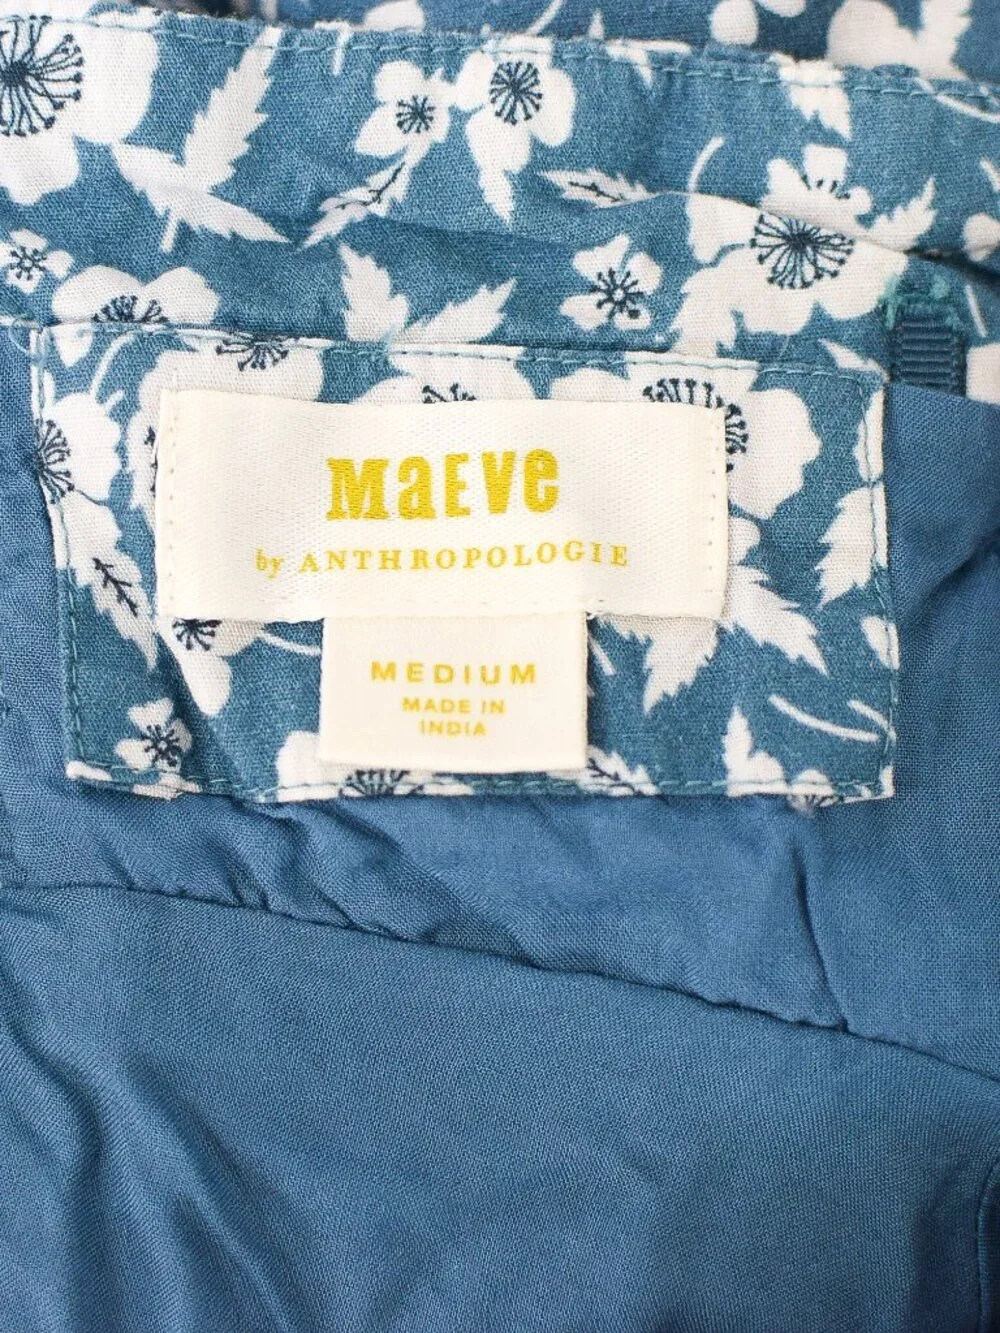 MaEve
by ANTHROPOLOGIE
MEDIUM
MADE IN
INDIA